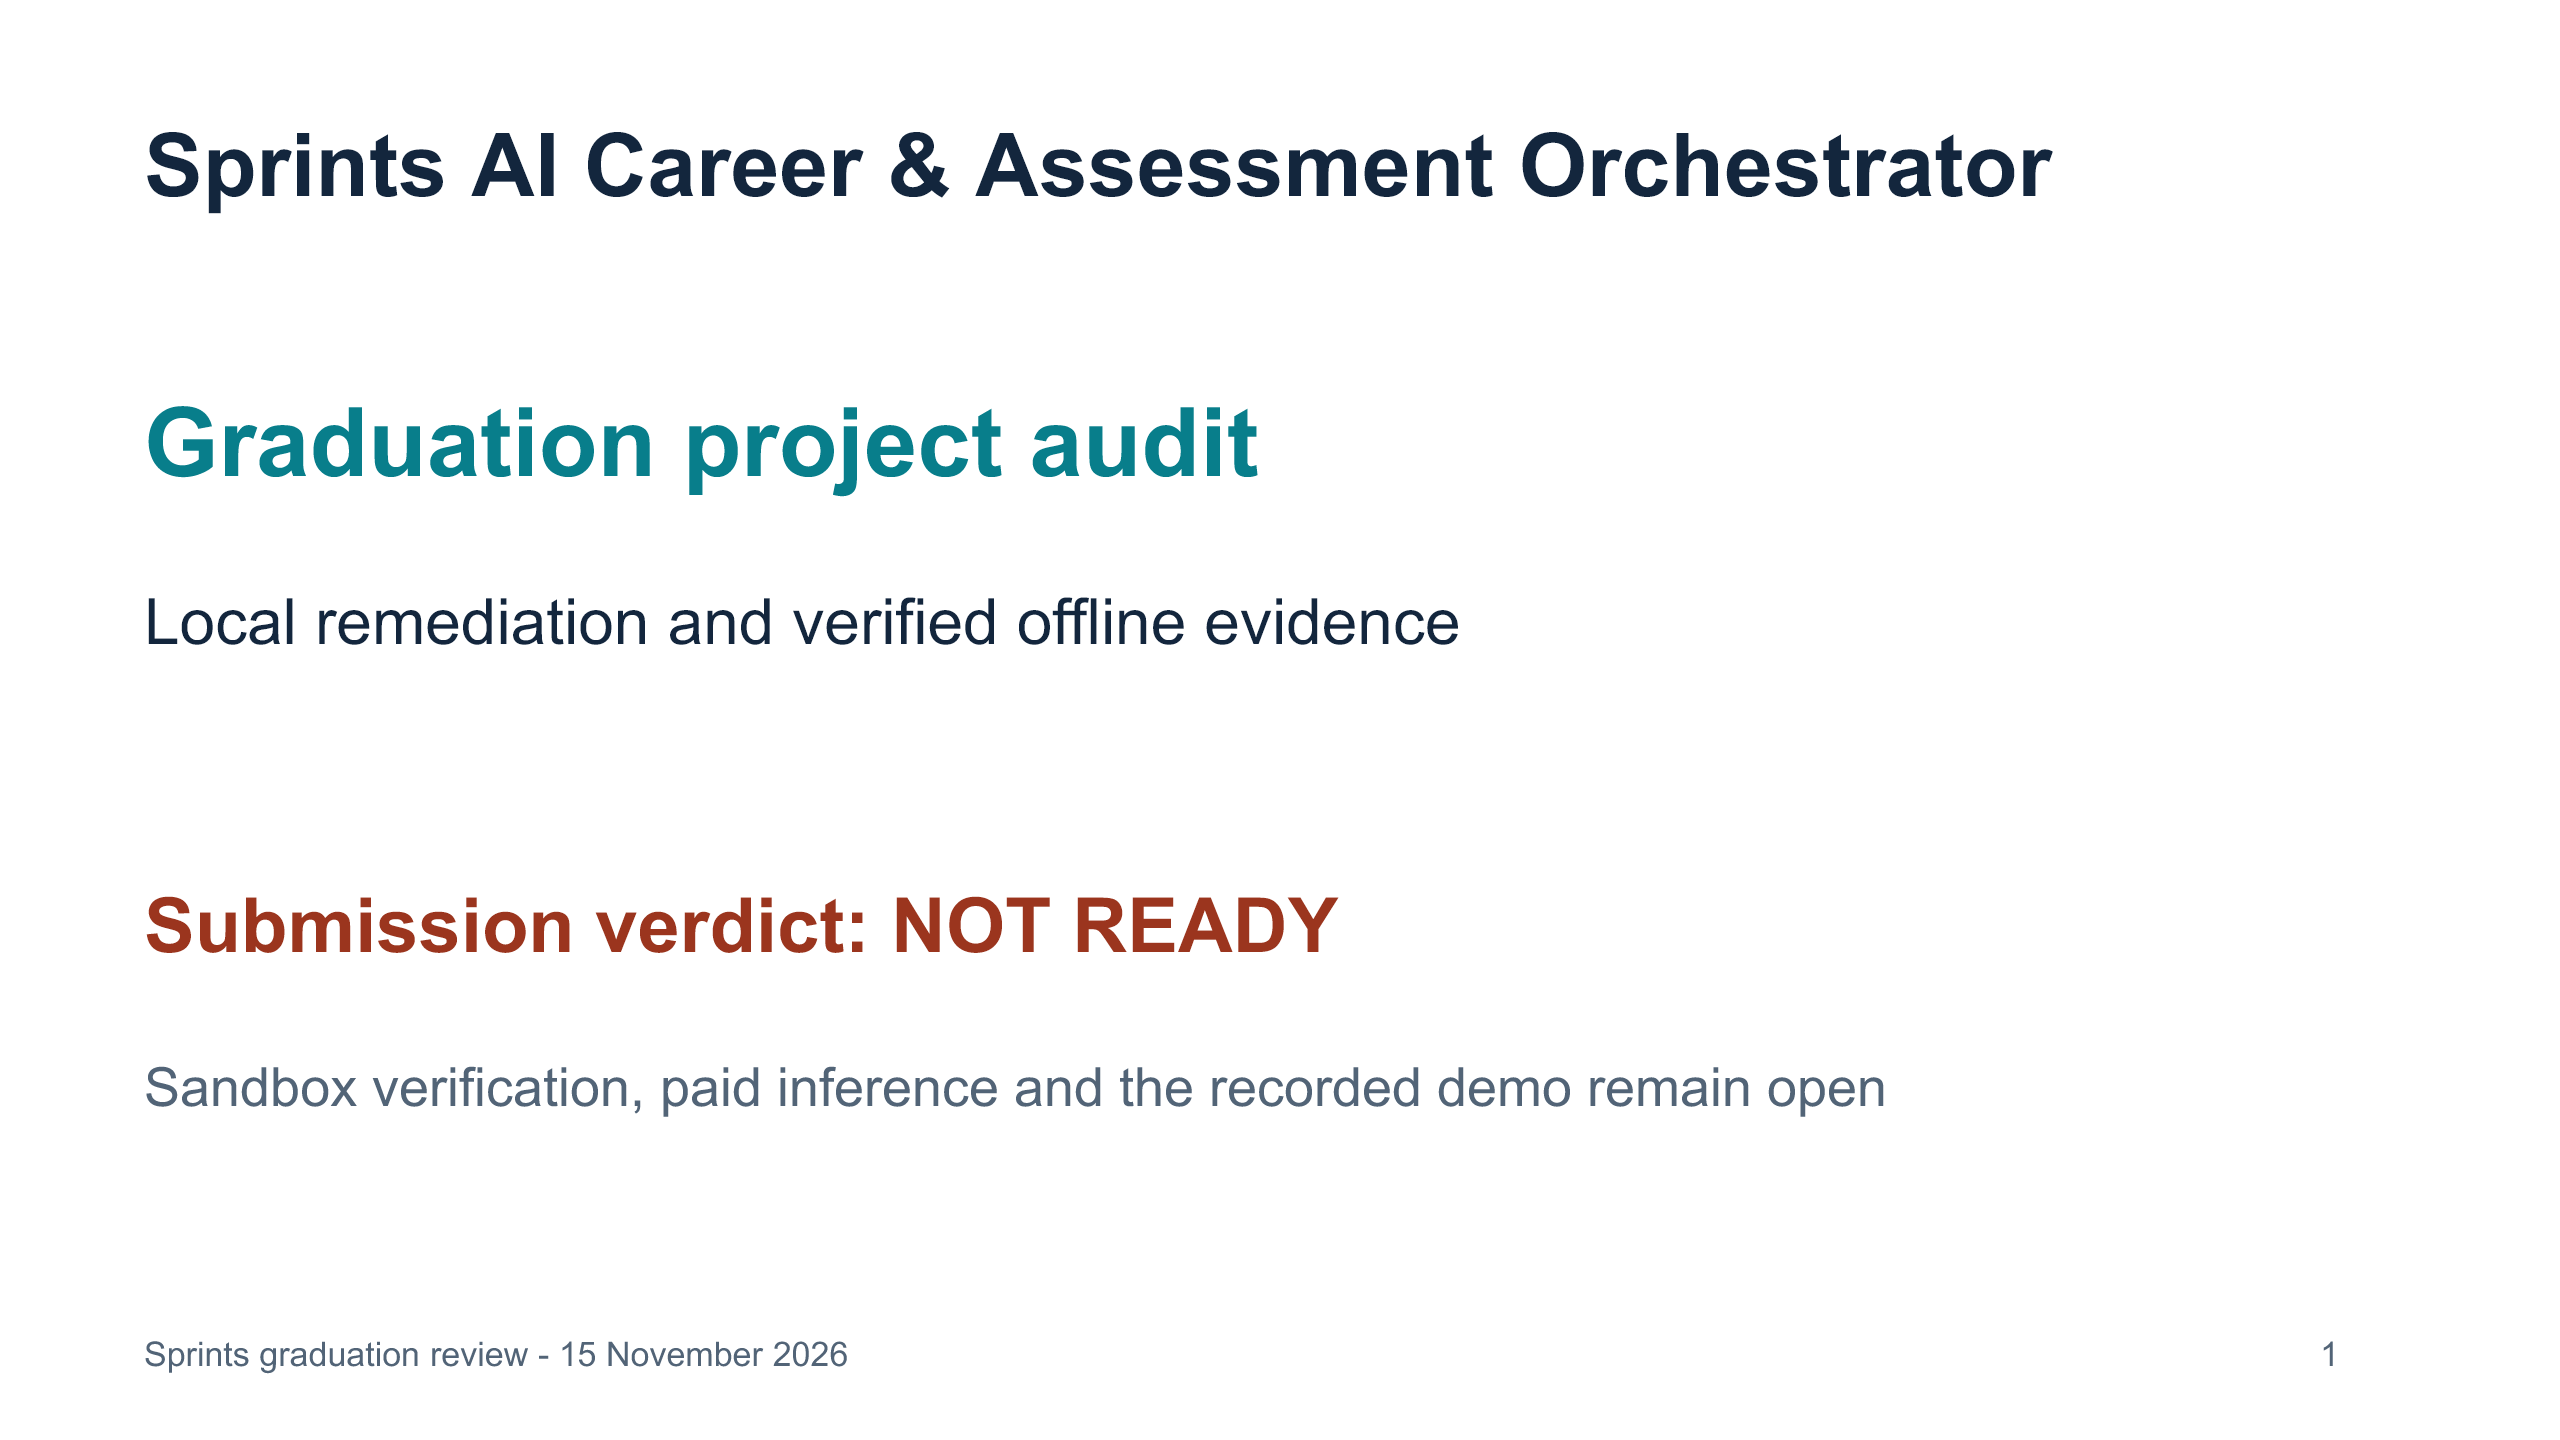 Sprints AI Career & Assessment Orchestrator
Graduation project audit
Local remediation and verified offline evidence
Submission verdict: NOT READY
Sandbox verification, paid inference and the recorded demo remain open
Sprints graduation review - 15 November 2026
1